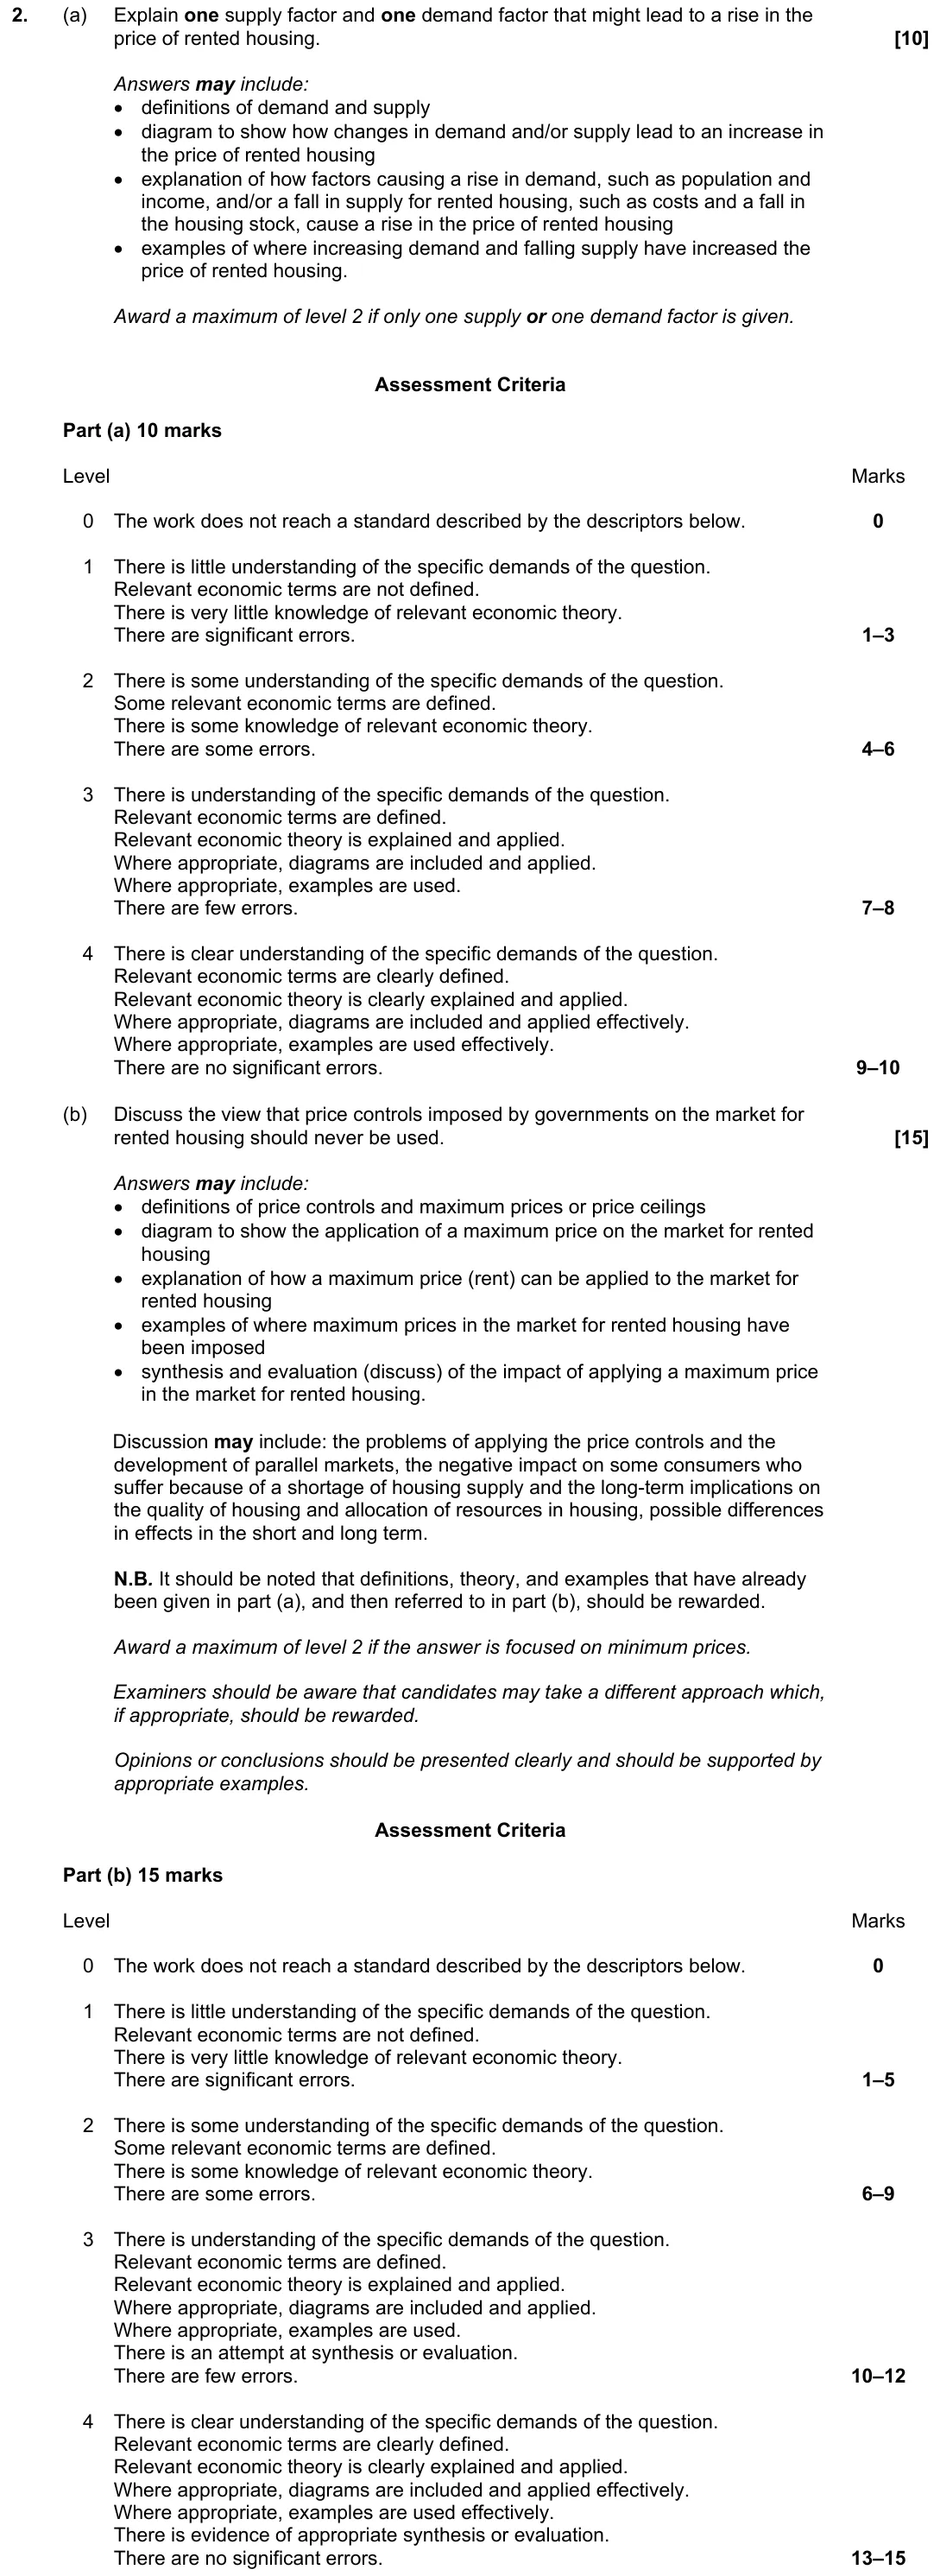 2. (a) Explain one supply factor and one demand factor that might lead to a rise in the
price of rented housing. [10]
Answers may include:
• definitions of demand and supply
• diagram to show how changes in demand and/or supply lead to an increase in
the price of rented housing
• explanation of how factors causing a rise in demand, such as population and
income, and/or a fall in supply for rented housing, such as costs and a fall in
the housing stock, cause a rise in the price of rented housing
• examples of where increasing demand and falling supply have increased the
price of rented housing.
Award a maximum of level 2 if only one supply or one demand factor is given.
Assessment Criteria
Part (a) 10 marks
Level Marks
0 The work does not reach a standard described by the descriptors below. 0
1 There is little understanding of the specific demands of the question.
Relevant economic terms are not defined.
There is very little knowledge of relevant economic theory.
There are significant errors. 1–3
2 There is some understanding of the specific demands of the question.
Some relevant economic terms are defined.
There is some knowledge of relevant economic theory.
There are some errors. 4–6
3 There is understanding of the specific demands of the question.
Relevant economic terms are defined.
Relevant economic theory is explained and applied.
Where appropriate, diagrams are included and applied.
Where appropriate, examples are used.
There are few errors. 7–8
4 There is clear understanding of the specific demands of the question.
Relevant economic terms are clearly defined.
Relevant economic theory is clearly explained and applied.
Where appropriate, diagrams are included and applied effectively.
Where appropriate, examples are used effectively.
There are no significant errors. 9–10
(b) Discuss the view that price controls imposed by governments on the market for
rented housing should never be used. [15]
Answers may include:
• definitions of price controls and maximum prices or price ceilings
• diagram to show the application of a maximum price on the market for rented
housing
• explanation of how a maximum price (rent) can be applied to the market for
rented housing
• examples of where maximum prices in the market for rented housing have
been imposed
• synthesis and evaluation (discuss) of the impact of applying a maximum price
in the market for rented housing.
Discussion may include: the problems of applying the price controls and the
development of parallel markets, the negative impact on some consumers who
suffer because of a shortage of housing supply and the long-term implications on
the quality of housing and allocation of resources in housing, possible differences
in effects in the short and long term.
N.B. It should be noted that definitions, theory, and examples that have already
been given in part (a), and then referred to in part (b), should be rewarded.
Award a maximum of level 2 if the answer is focused on minimum prices.
Examiners should be aware that candidates may take a different approach which,
if appropriate, should be rewarded.
Opinions or conclusions should be presented clearly and should be supported by
appropriate examples.
Assessment Criteria
Part (b) 15 marks
Level Marks
0 The work does not reach a standard described by the descriptors below. 0
1 There is little understanding of the specific demands of the question.
Relevant economic terms are not defined.
There is very little knowledge of relevant economic theory.
There are significant errors. 1–5
2 There is some understanding of the specific demands of the question.
Some relevant economic terms are defined.
There is some knowledge of relevant economic theory.
There are some errors. 6–9
3 There is understanding of the specific demands of the question.
Relevant economic terms are defined.
Relevant economic theory is explained and applied.
Where appropriate, diagrams are included and applied.
Where appropriate, examples are used.
There is an attempt at synthesis or evaluation.
There are few errors. 10–12
4 There is clear understanding of the specific demands of the question.
Relevant economic terms are clearly defined.
Relevant economic theory is clearly explained and applied.
Where appropriate, diagrams are included and applied effectively.
Where appropriate, examples are used effectively.
There is evidence of appropriate synthesis or evaluation.
There are no significant errors. 13–15